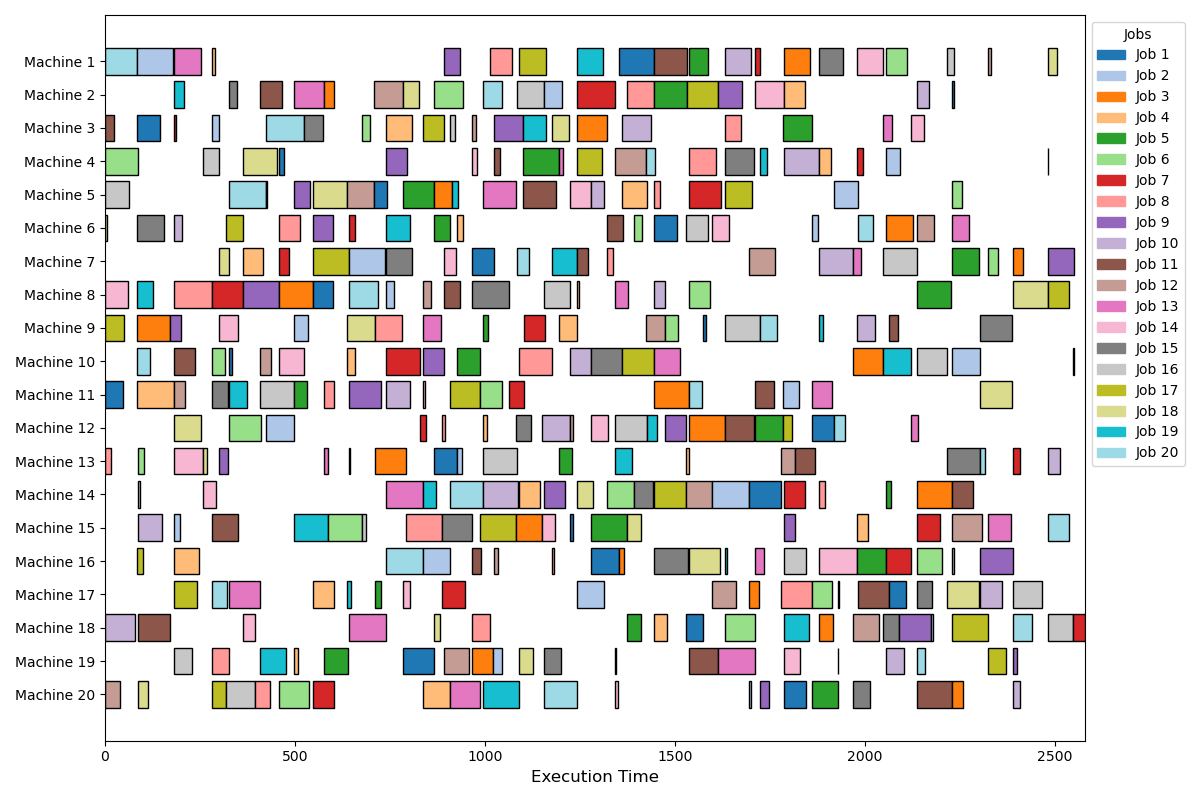 Machine 1
Machine 2
Machine 3
Machine 4
Machine 5
Machine 6
Machine 7
Machine 8
Machine 9
Machine 10
Machine 11
Machine 12
Machine 13
Machine 14
Machine 15
Machine 16
Machine 17
Machine 18
Machine 19
Machine 20
0 500 1000 1500 2000 2500
Execution Time
Jobs
Job 1
Job 2
Job 3
Job 4
Job 5
Job 6
Job 7
Job 8
Job 9
Job 10
Job 11
Job 12
Job 13
Job 14
Job 15
Job 16
Job 17
Job 18
Job 19
Job 20